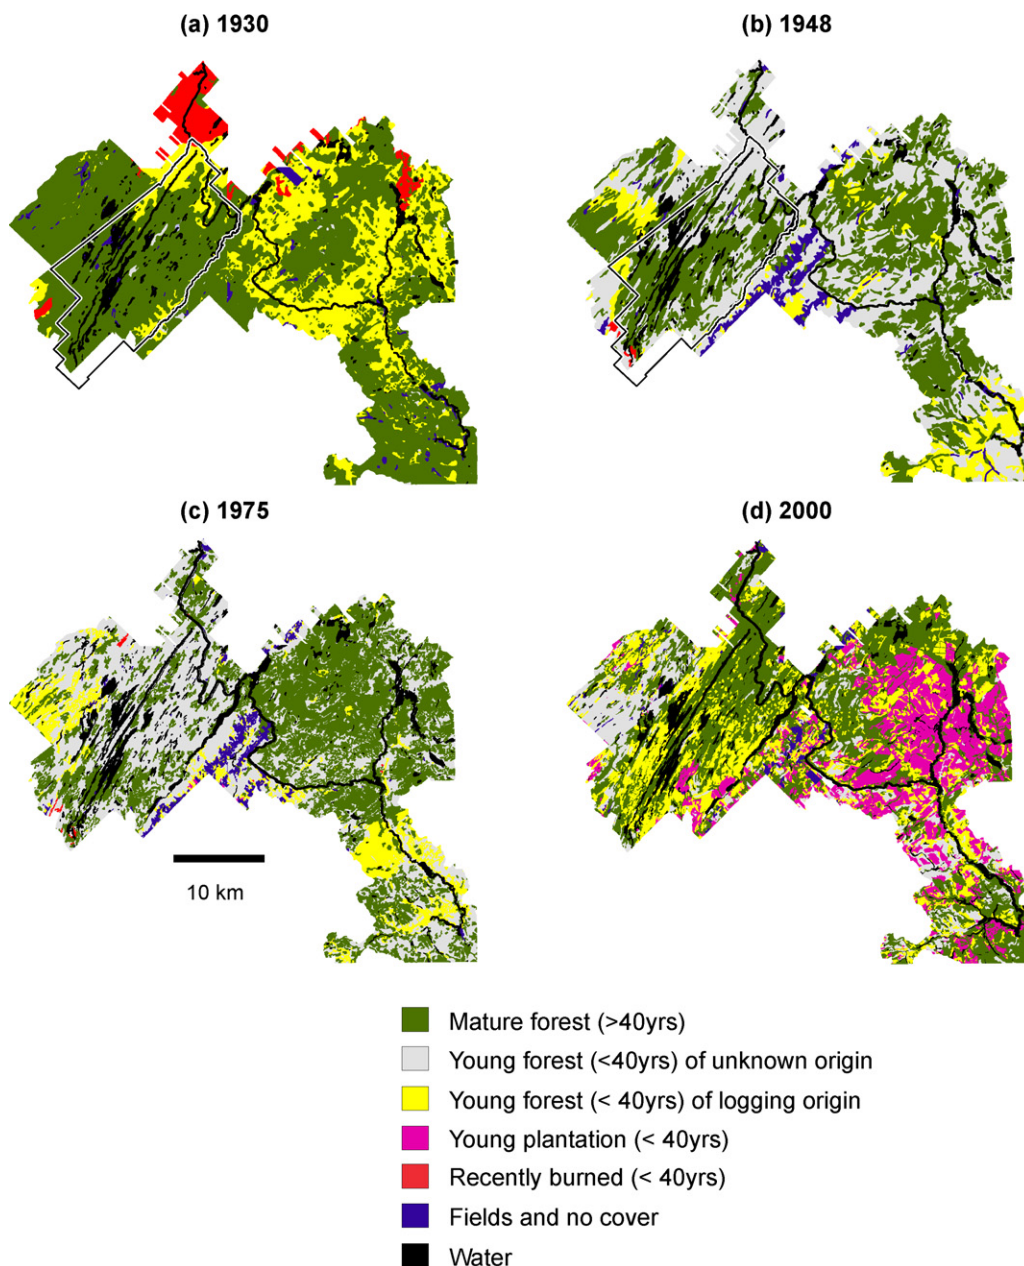 (a) 1930
(b) 1948
(c) 1975
(d) 2000
10 km
Mature forest (>40yrs)
Young forest (<40yrs) of unknown origin
Young forest (< 40yrs) of logging origin
Young plantation (< 40yrs)
Recently burned (< 40yrs)
Fields and no cover
Water